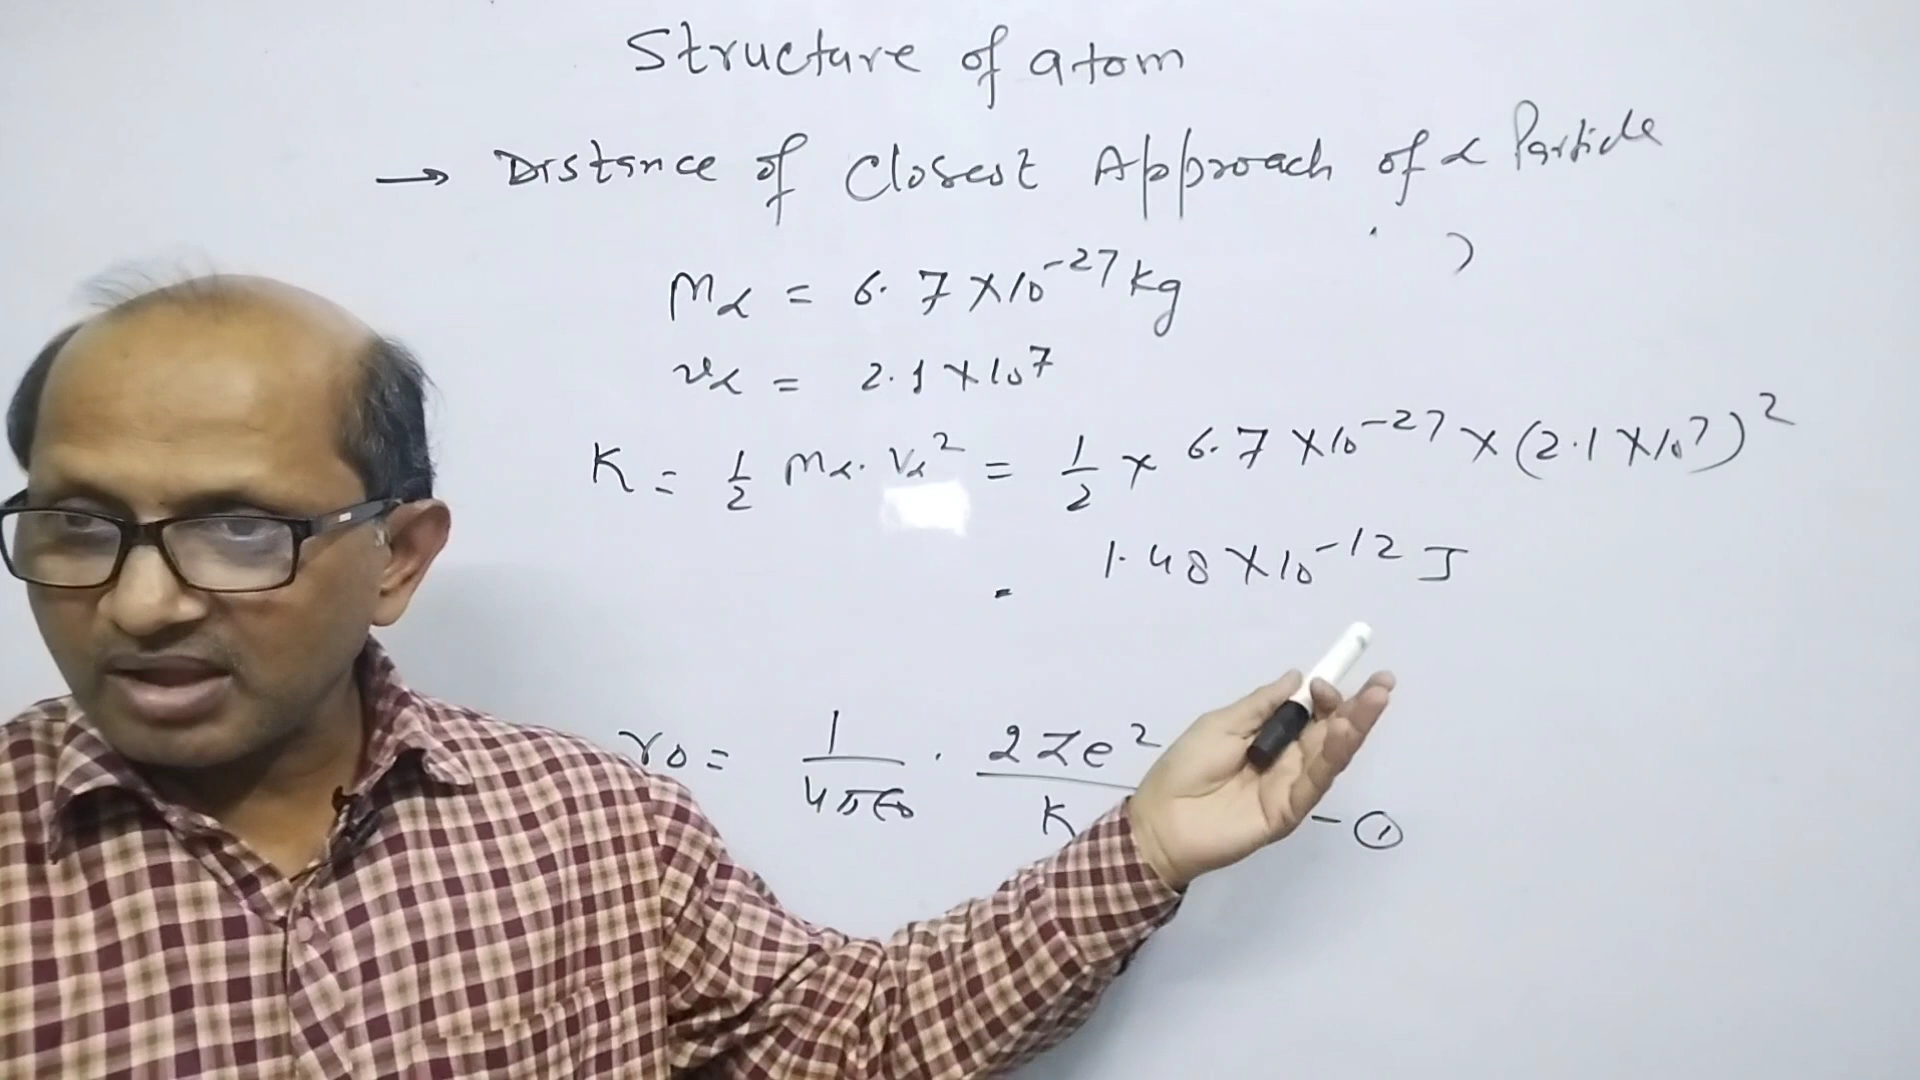 Structure of atom
→ Distance of Closest Approach of α Particle
mα = 6.7 × 10⁻²⁷ kg
vα = 2.1 × 10⁷
K = 1/2 mα · vα² = 1/2 × 6.7 × 10⁻²⁷ × (2.1 × 10⁷)²
1.48 × 10⁻¹² J
r₀ = 1/4πε₀ · 2Ze²/K - ①